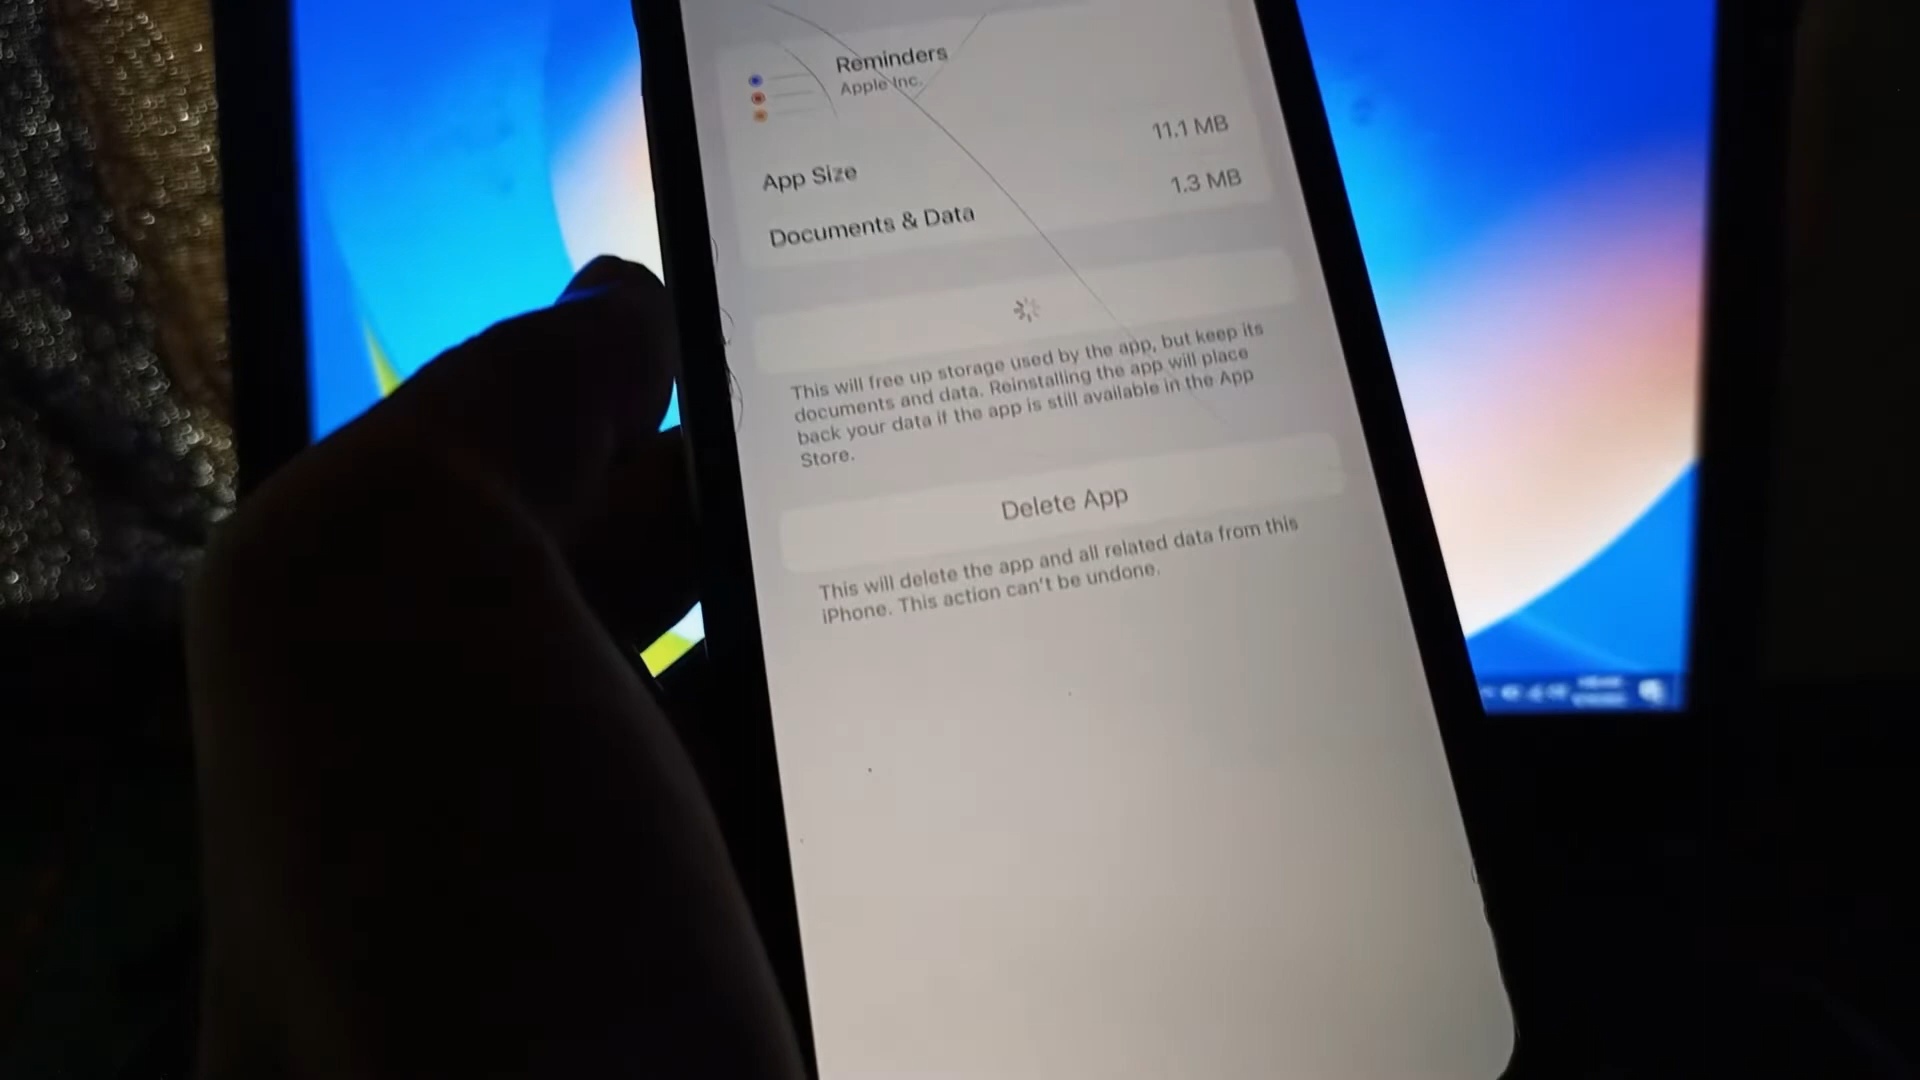 Reminders
Apple Inc.
App Size
11.1 MB
Documents & Data
1.3 MB
This will free up storage used by the app, but keep its
documents and data. Reinstalling the app will place
back your data if the app is still available in the App
Store.
Delete App
This will delete the app and all related data from this
iPhone. This action can't be undone.